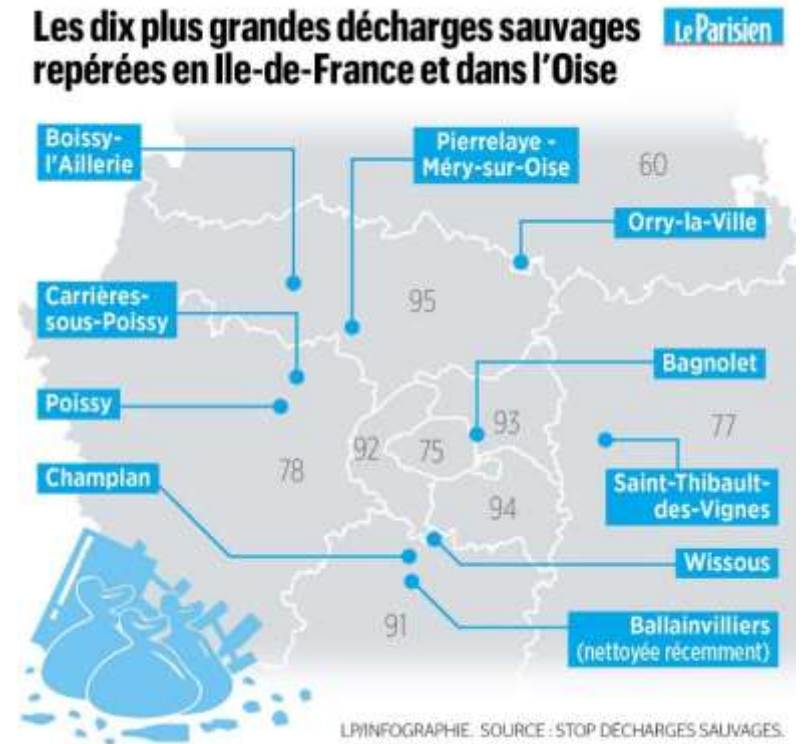 Les dix plus grandes décharges sauvages
repérées en Ile-de-France et dans l'Oise
Le Parisien
Boissy-
l'Aillerie
Pierrelaye -
Méry-sur-Oise
60
Orry-la-Ville
95
Carrières-
sous-Poissy
Bagnolet
Poissy
93
77
92
75
78
Champlan
Saint-Thibault-
des-Vignes
94
Wissous
91
Ballainvilliers
(nettoyée récemment)
LP/INFOGRAPHIE. SOURCE : STOP DÉCHARGES SAUVAGES.